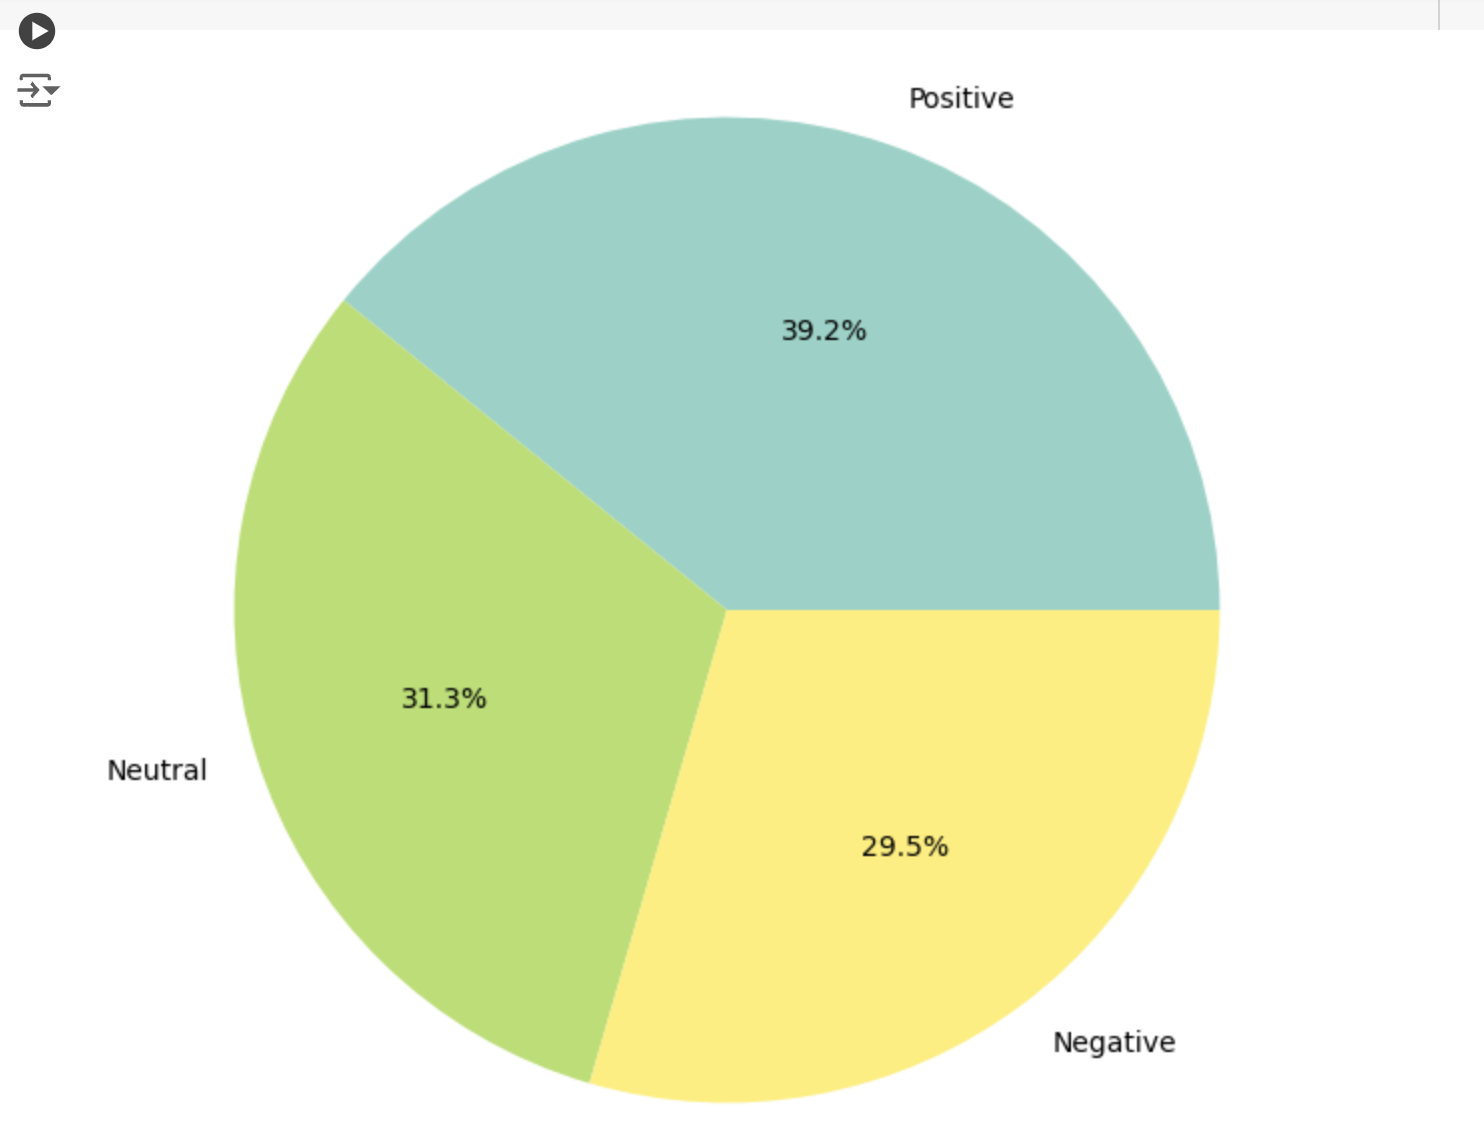 Positive
39.2%
31.3%
Neutral
29.5%
Negative